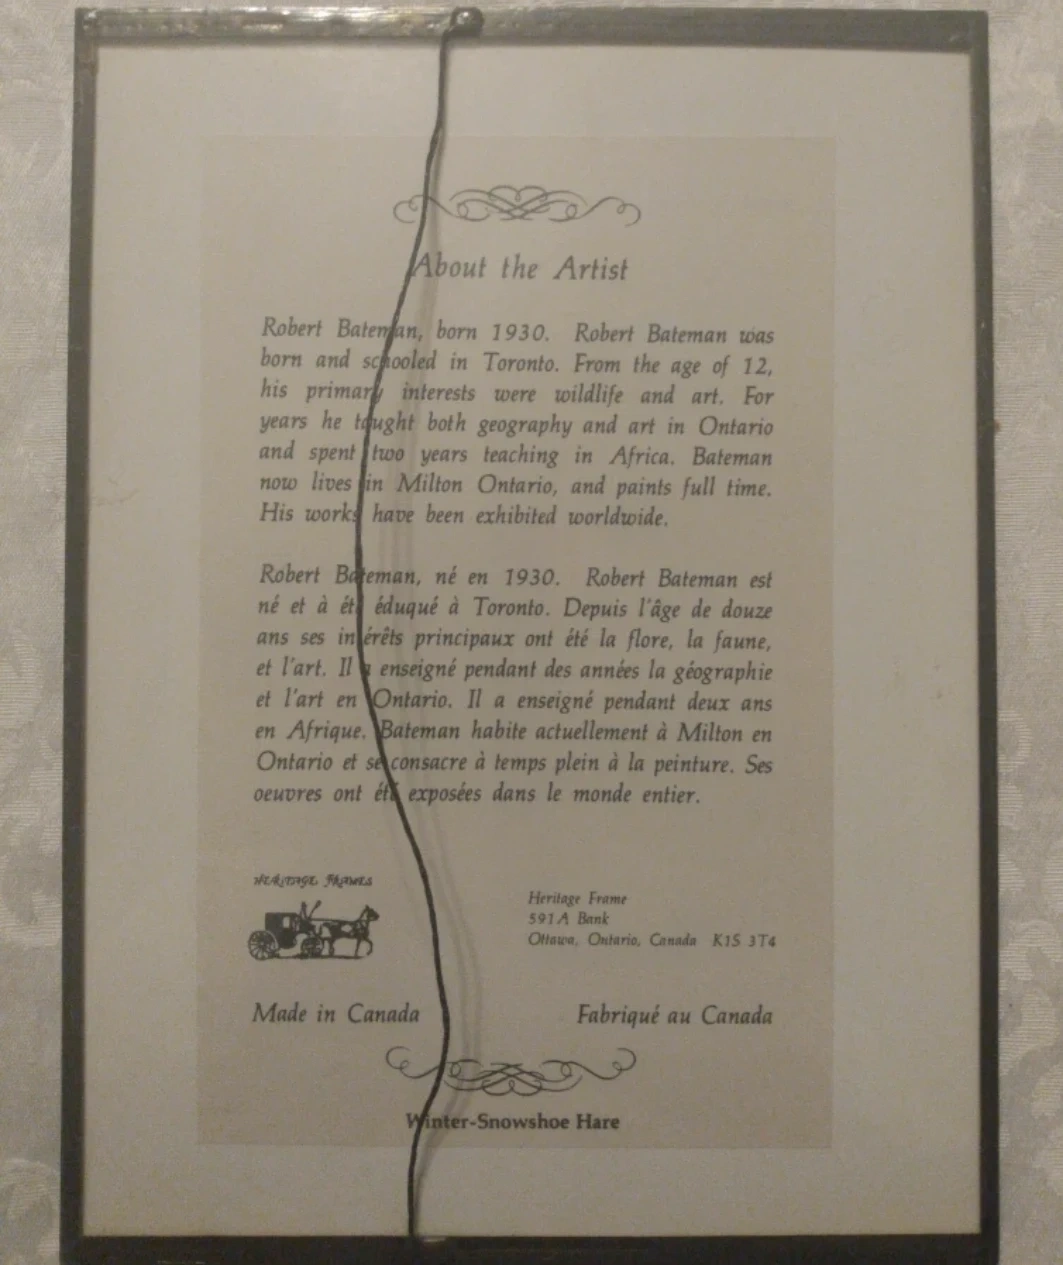 About the Artist
Robert Bateman, born 1930. Robert Bateman was
born and schooled in Toronto. From the age of 12,
his primary interests were wildlife and art. For
years he taught both geography and art in Ontario
and spent two years teaching in Africa. Bateman
now lives in Milton Ontario, and paints full time.
His works have been exhibited worldwide.
Robert Bateman, né en 1930. Robert Bateman est
né et à été éduqué à Toronto. Depuis l'âge de douze
ans ses intérêts principaux ont été la flore, la faune,
et l'art. Il a enseigné pendant des années la géographie
et l'art en Ontario. Il a enseigné pendant deux ans
en Afrique. Bateman habite actuellement à Milton en
Ontario et se consacre à temps plein à la peinture. Ses
oeuvres ont été exposées dans le monde entier.
HERITAGE FRAMES
Heritage Frame
591A Bank
Ottawa, Ontario, Canada K1S 3T4
Made in Canada
Fabriqué au Canada
Winter-Snowshoe Hare